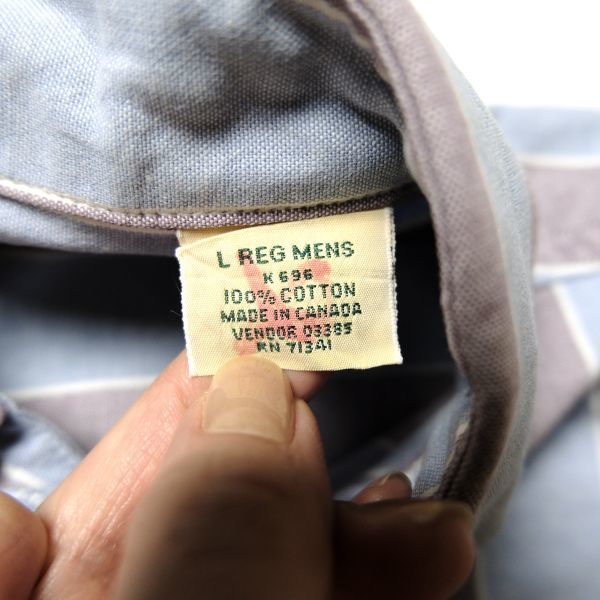 L REG MENS
K 696
100% COTTON
MADE IN CANADA
VENDOR 03385
RN 71341